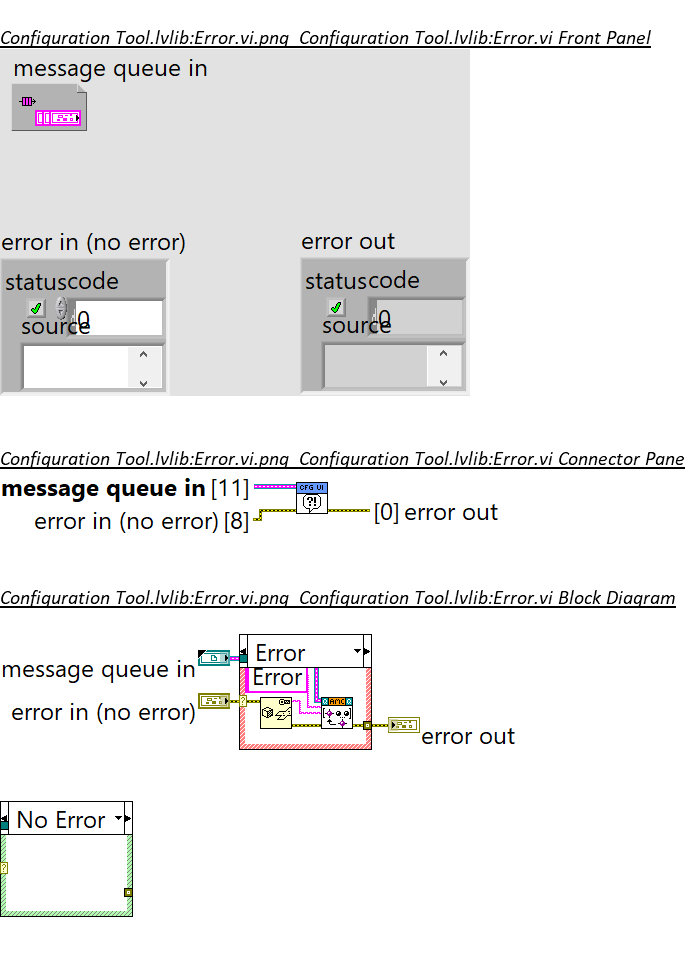 Configuration Tool.lvlib:Error.vi.png Configuration Tool.lvlib:Error.vi Front Panel
message queue in
error in (no error)
error out
status code
status code
0
0
source
source
Configuration Tool.lvlib:Error.vi.png Configuration Tool.lvlib:Error.vi Connector Pane
message queue in [11]
CFG UI
?!
error in (no error) [8]
[0] error out
Configuration Tool.lvlib:Error.vi.png Configuration Tool.lvlib:Error.vi Block Diagram
Error
message queue in
Error
error in (no error)
?
AMC
error out
No Error
?